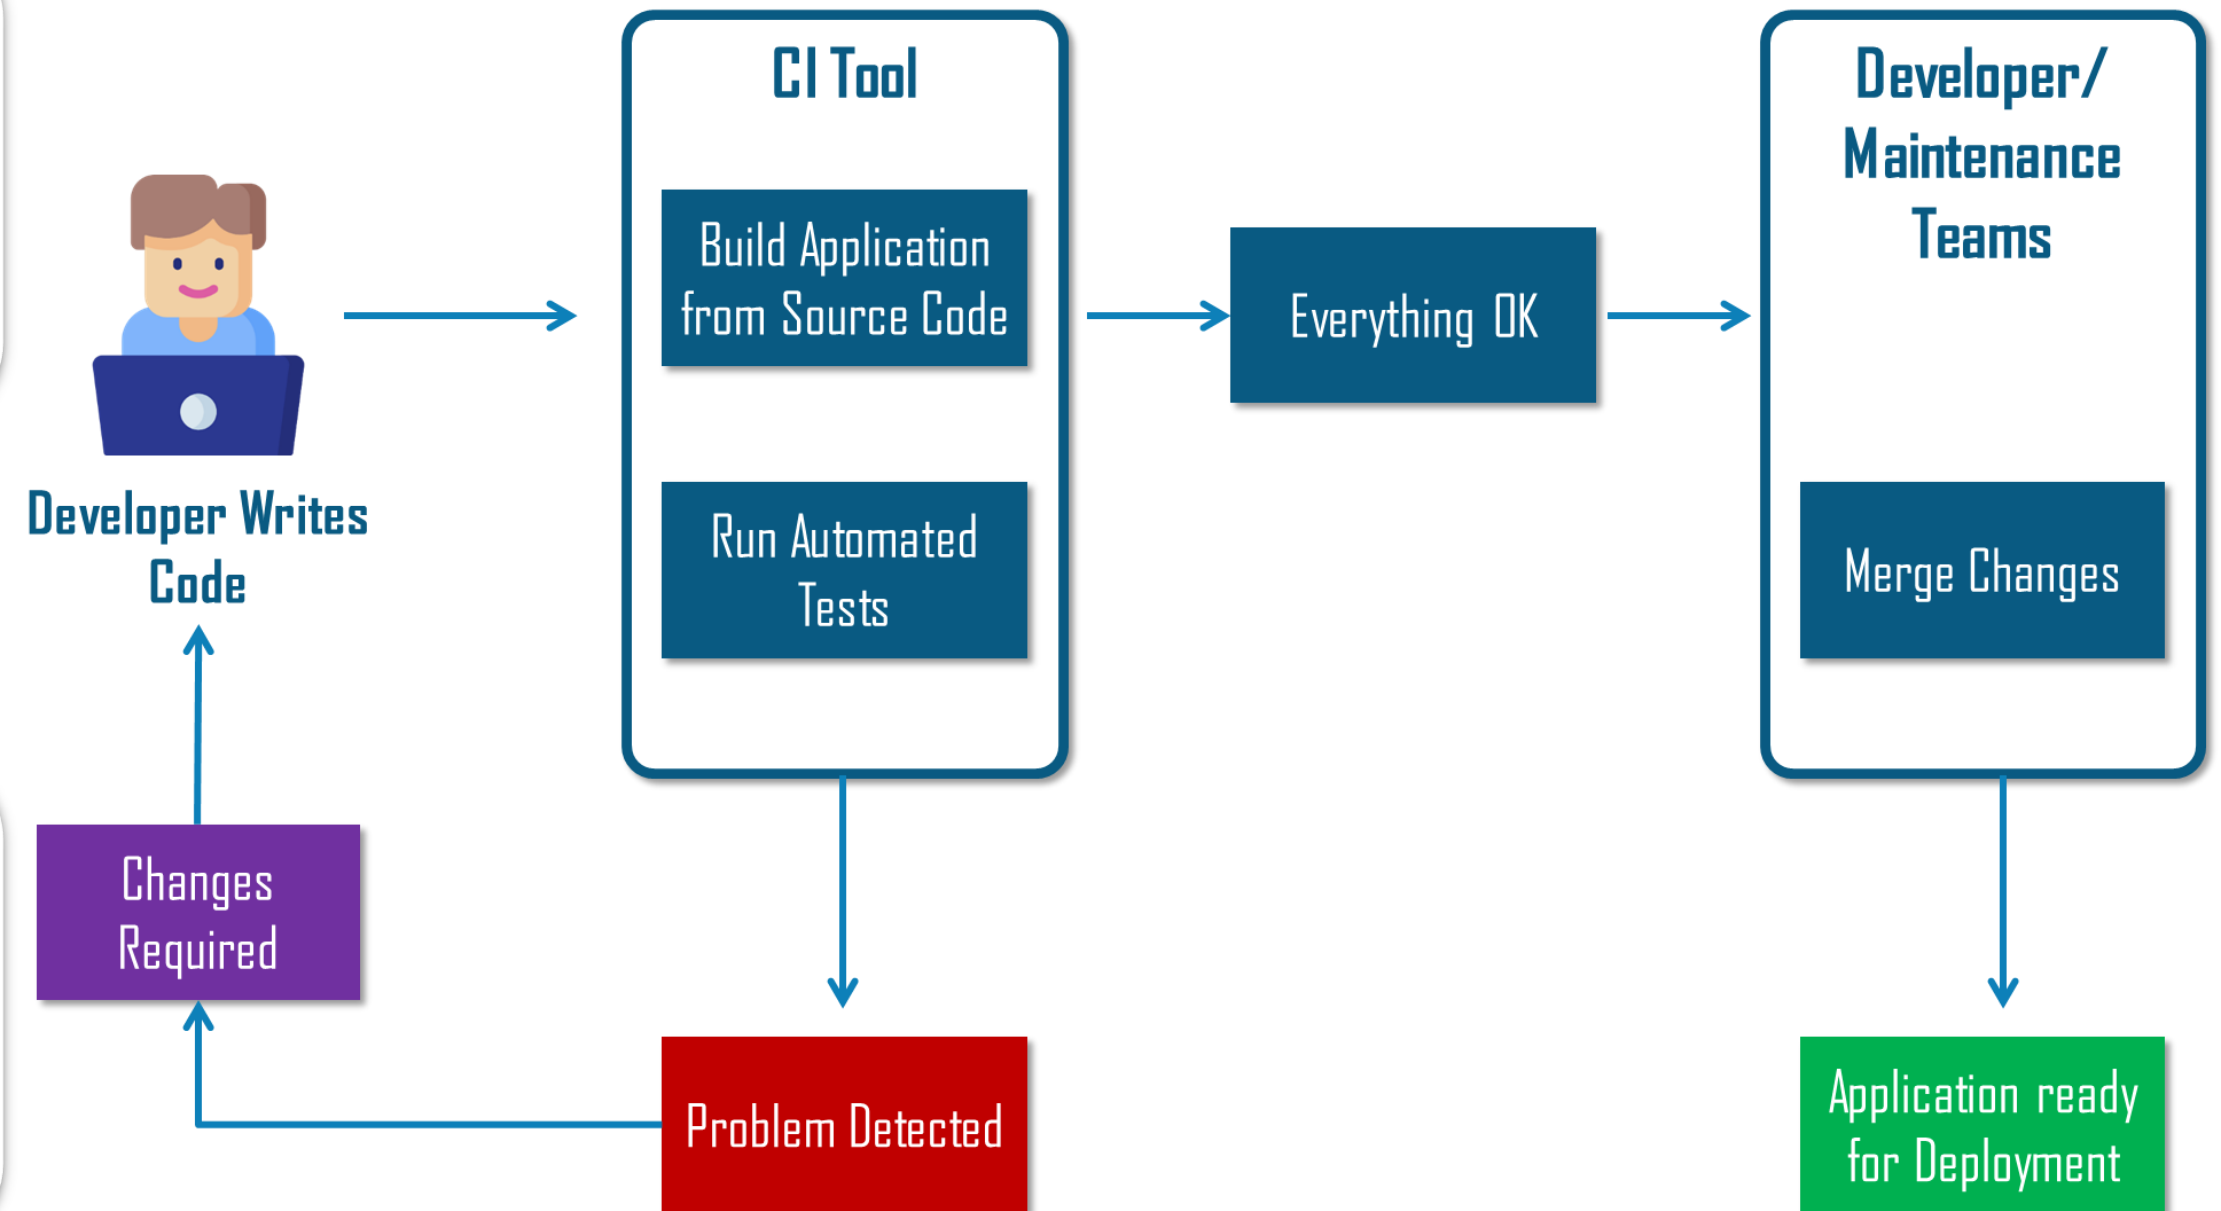 CI Tool
Developer/
Maintenance
Teams
Build Application
from Source Code
Everything OK
Developer Writes
Code
Run Automated
Tests
Merge Changes
Changes
Required
Problem Detected
Application ready
for Deployment